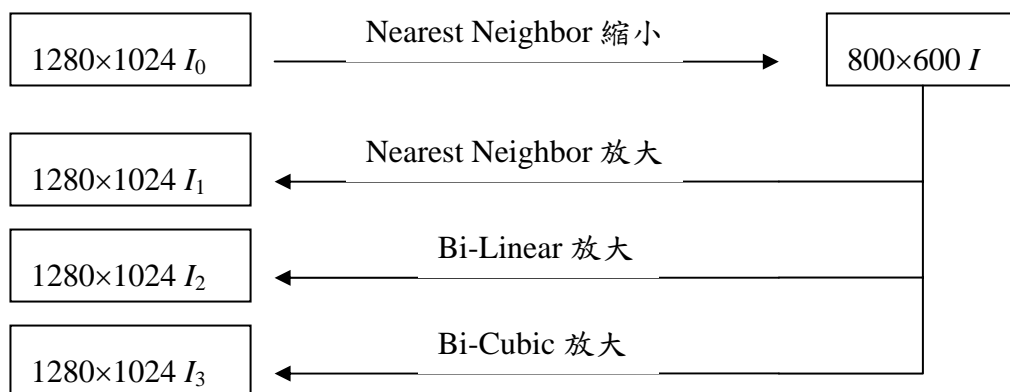 1280×1024 I₀
Nearest Neighbor 縮小
800×600 I
Nearest Neighbor 放大
1280×1024 I₁
Bi-Linear 放大
1280×1024 I₂
Bi-Cubic 放大
1280×1024 I₃